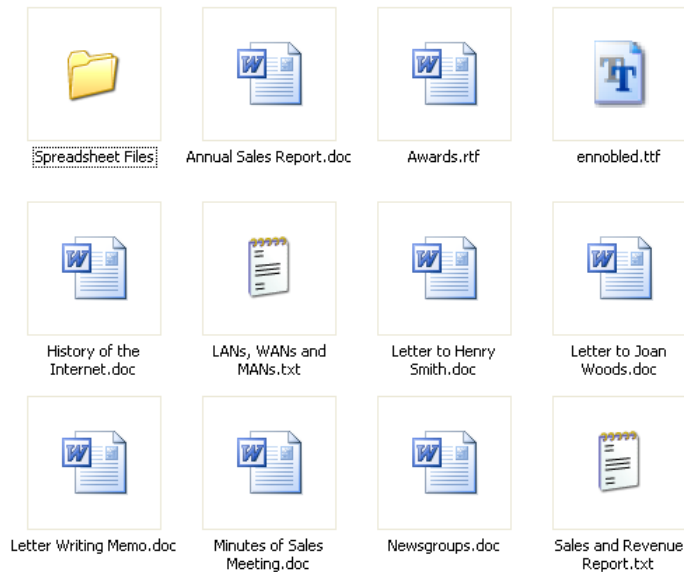 Spreadsheet Files
Annual Sales Report.doc
Awards.rtf
ennobled.ttf
History of the
Internet.doc
LANs, WANs and
MANs.txt
Letter to Henry
Smith.doc
Letter to Joan
Woods.doc
Letter Writing Memo.doc
Minutes of Sales
Meeting.doc
Newsgroups.doc
Sales and Revenue
Report.txt